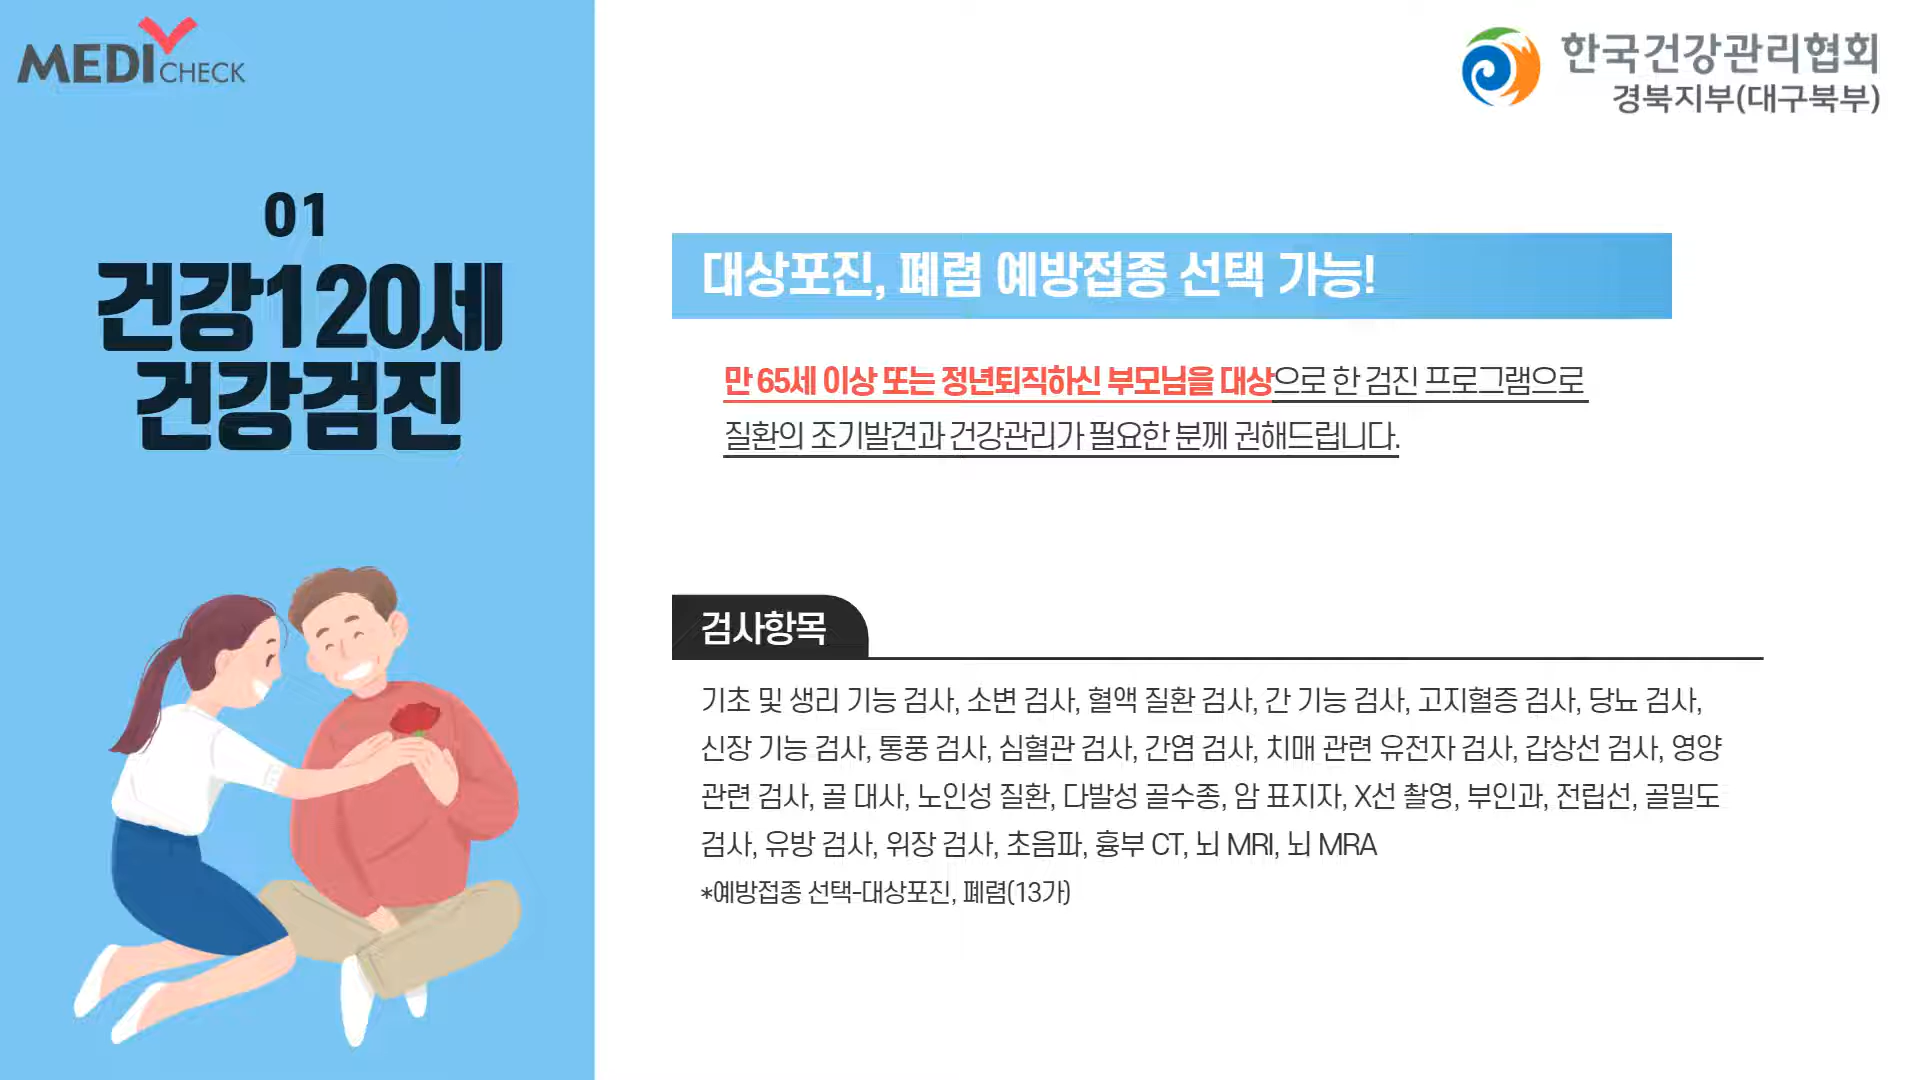 MEDI CHECK
한국건강관리협회
경북지부(대구북부)
01
건강120세
건강검진
대상포진, 폐렴 예방접종 선택 가능!
만 65세 이상 또는 정년퇴직하신 부모님을 대상으로 한 검진 프로그램으로
질환의 조기발견과 건강관리가 필요한 분께 권해드립니다.
검사항목
기초 및 생리 기능 검사, 소변 검사, 혈액 질환 검사, 간 기능 검사, 고지혈증 검사, 당뇨 검사,
신장 기능 검사, 통풍 검사, 심혈관 검사, 간염 검사, 치매 관련 유전자 검사, 갑상선 검사, 영양
관련 검사, 골 대사, 노인성 질환, 다발성 골수종, 암 표지자, X선 촬영, 부인과, 전립선, 골밀도
검사, 유방 검사, 위장 검사, 초음파, 흉부 CT, 뇌 MRI, 뇌 MRA
*예방접종 선택-대상포진, 폐렴(13가)